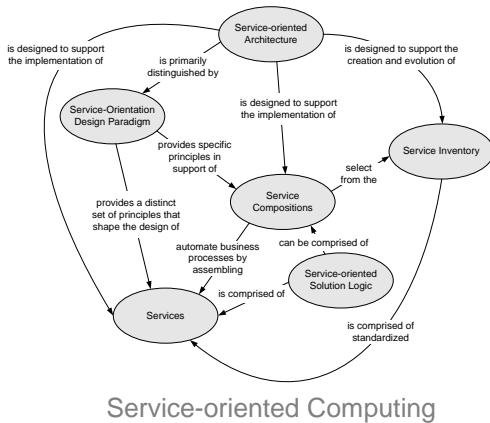 Service-oriented
Architecture
is designed to support
the implementation of
is primarily
distinguished by
is designed to support the
creation and evolution of
Service-Orientation
Design Paradigm
is designed to support
the implementation of
provides specific
principles in
support of
Service Inventory
select
from the
Service
Compositions
provides a distinct
set of principles that
shape the design of
automate business
processes by
assembling
can be comprised of
Service-oriented
Solution Logic
is comprised of
Services
is comprised of
standardized
Service-oriented Computing